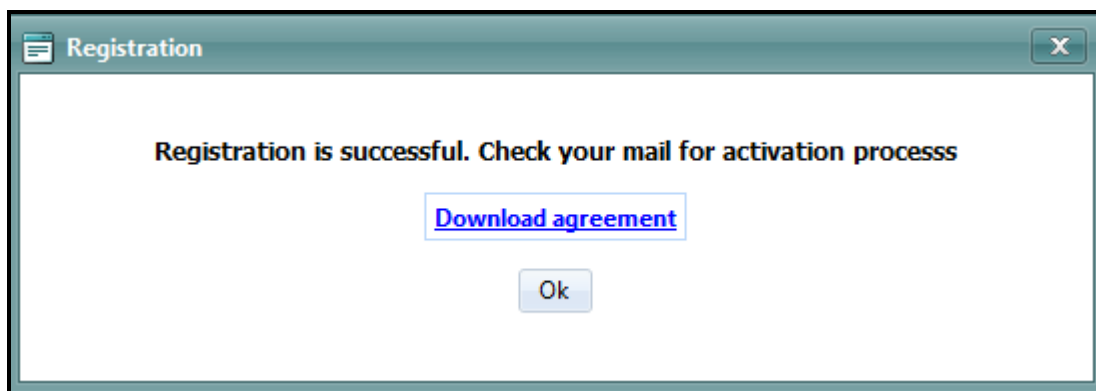 Registration
x
Registration is successful. Check your mail for activation processs
Download agreement
Ok